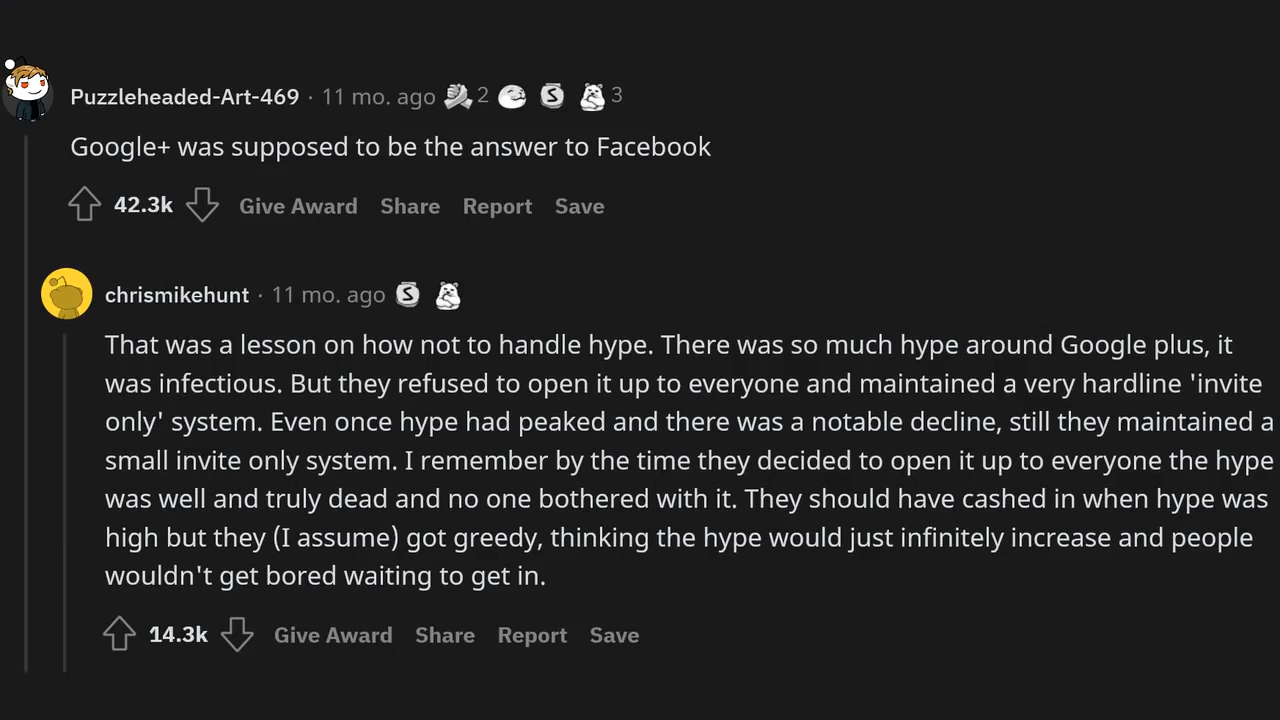 Puzzleheaded-Art-469 · 11 mo. ago 2 3
Google+ was supposed to be the answer to Facebook
42.3k Give Award Share Report Save
chrismikehunt · 11 mo. ago
That was a lesson on how not to handle hype. There was so much hype around Google plus, it
was infectious. But they refused to open it up to everyone and maintained a very hardline 'invite
only' system. Even once hype had peaked and there was a notable decline, still they maintained a
small invite only system. I remember by the time they decided to open it up to everyone the hype
was well and truly dead and no one bothered with it. They should have cashed in when hype was
high but they (I assume) got greedy, thinking the hype would just infinitely increase and people
wouldn't get bored waiting to get in.
14.3k Give Award Share Report Save